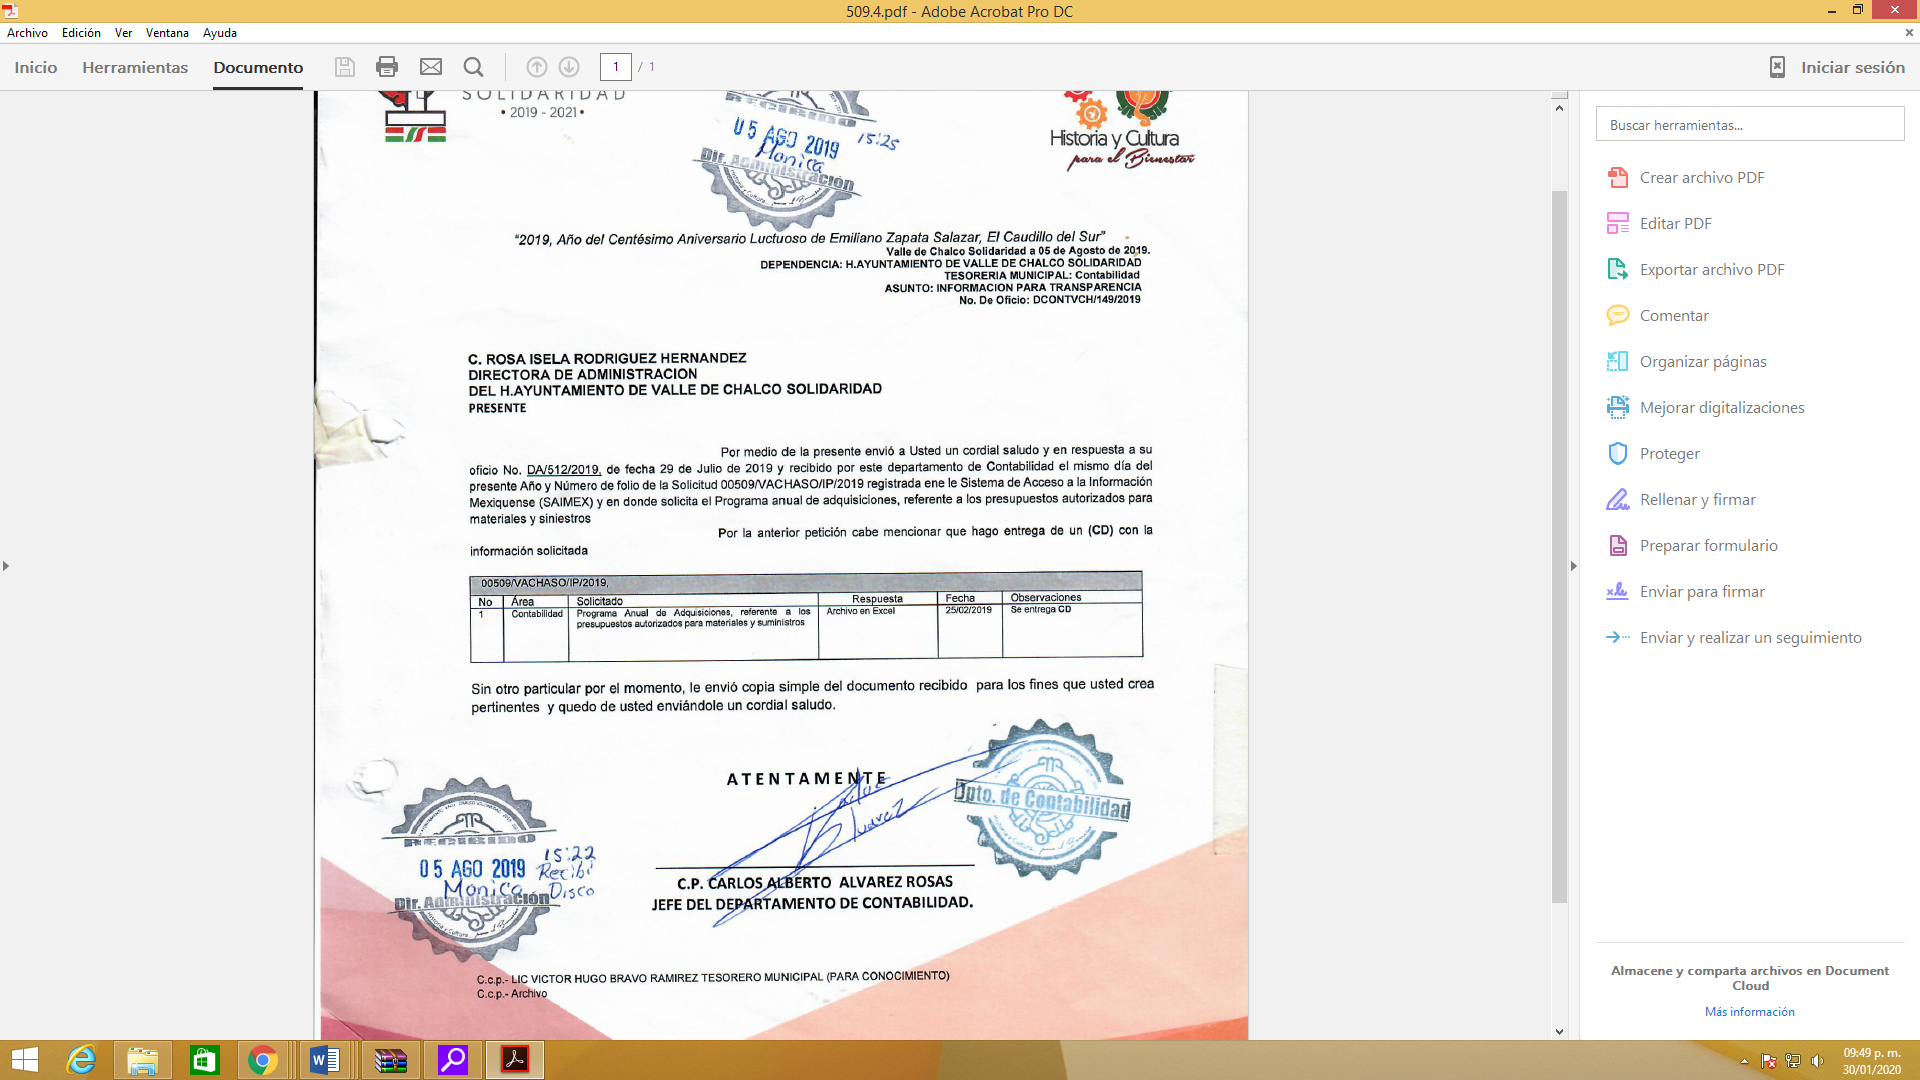 509.4.pdf - Adobe Acrobat Pro DC
Archivo Edición Ver Ventana Ayuda
Inicio Herramientas Documento 1 / 1 Iniciar sesión
SOLIDARIDAD
• 2019 - 2021 •
RECIBIDO
05 AGO 2019 15:25
Monica
Dir. Administración
Historia y Cultura
para el Bienestar
"2019, Año del Centésimo Aniversario Luctuoso de Emiliano Zapata Salazar, El Caudillo del Sur"
Valle de Chalco Solidaridad a 05 de Agosto de 2019.
DEPENDENCIA: H.AYUNTAMIENTO DE VALLE DE CHALCO SOLIDARIDAD
TESORERIA MUNICIPAL: Contabilidad
ASUNTO: INFORMACION PARA TRANSPARENCIA
No. De Oficio: DCONTVCH/149/2019
C. ROSA ISELA RODRIGUEZ HERNANDEZ
DIRECTORA DE ADMINISTRACION
DEL H.AYUNTAMIENTO DE VALLE DE CHALCO SOLIDARIDAD
PRESENTE
Por medio de la presente envió a Usted un cordial saludo y en respuesta a su
oficio No. DA/512/2019, de fecha 29 de Julio de 2019 y recibido por este departamento de Contabilidad el mismo día del
presente Año y Número de folio de la Solicitud 00509/VACHASO/IP/2019 registrada ene le Sistema de Acceso a la Información
Mexiquense (SAIMEX) y en donde solicita el Programa anual de adquisiciones, referente a los presupuestos autorizados para
materiales y siniestros
Por la anterior petición cabe mencionar que hago entrega de un (CD) con la
información solicitada
00509/VACHASO/IP/2019,
No Área Solicitado Respuesta Fecha Observaciones
1 Contabilidad Programa Anual de Adquisiciones, referente a los Archivo en Excel 25/02/2019 Se entrega CD
presupuestos autorizados para materiales y suministros
Sin otro particular por el momento, le envió copia simple del documento recibido para los fines que usted crea
pertinentes y quedo de usted enviándole un cordial saludo.
ATENTAMENTE
Dpto. de Contabilidad
RECIBIDO
05 AGO 2019 15:22
Recibi
Monica Disco
Dir. Administración
C.P. CARLOS ALBERTO ALVAREZ ROSAS
JEFE DEL DEPARTAMENTO DE CONTABILIDAD.
C.c.p.- LIC VICTOR HUGO BRAVO RAMIREZ TESORERO MUNICIPAL (PARA CONOCIMIENTO)
C.c.p.- Archivo
Buscar herramientas...
Crear archivo PDF
Editar PDF
Exportar archivo PDF
Comentar
Organizar páginas
Mejorar digitalizaciones
Proteger
Rellenar y firmar
Preparar formulario
Enviar para firmar
Enviar y realizar un seguimiento
Almacene y comparta archivos en Document
Cloud
Más información
09:49 p. m.
30/01/2020